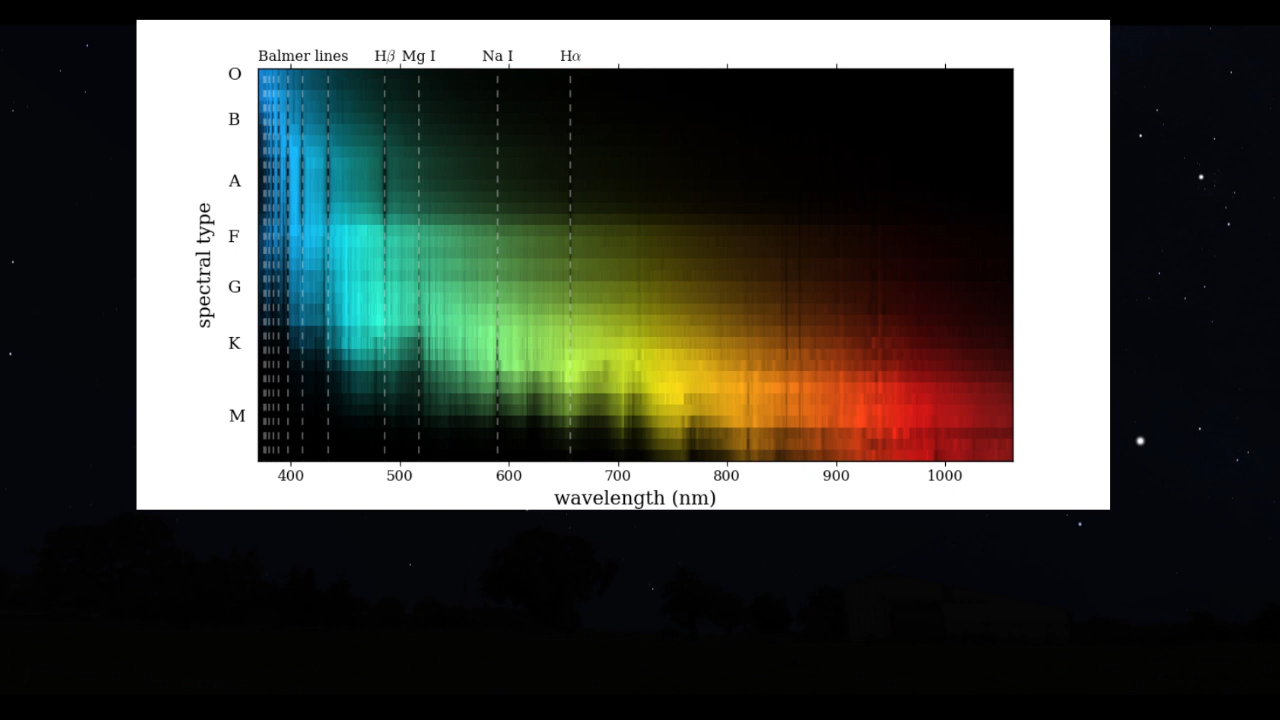 Balmer lines Hβ Mg I Na I Hα
O
B
A
F
G
K
M
spectral type
400 500 600 700 800 900 1000
wavelength (nm)